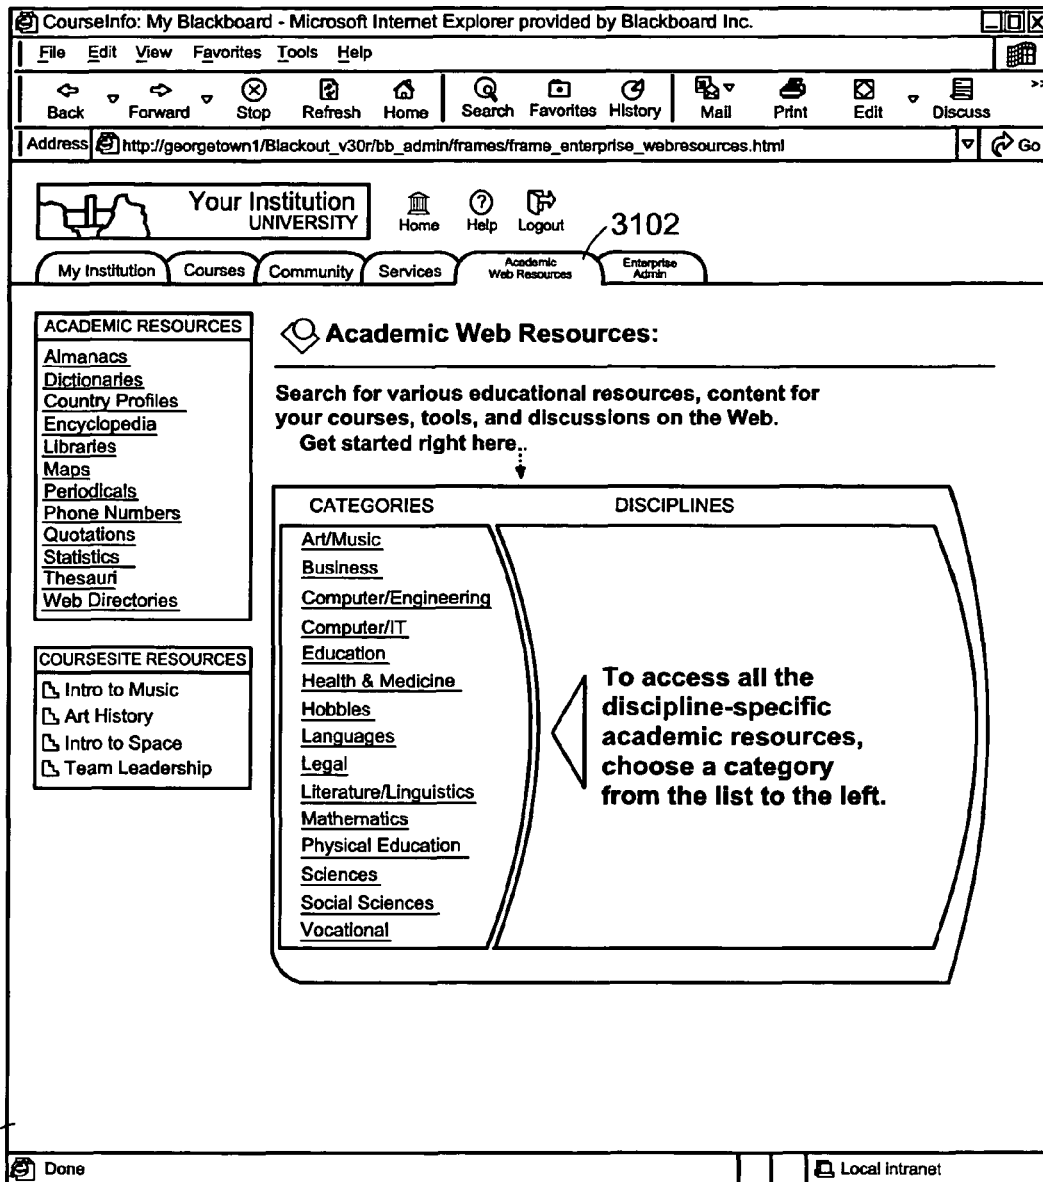 CourseInfo: My Blackboard - Microsoft Internet Explorer provided by Blackboard Inc.
File Edit View Favorites Tools Help
Back Forward Stop Refresh Home Search Favorites History Mail Print Edit Discuss >>
Address http://georgetown1/Blackout_v30r/bb_admin/frames/frame_enterprise_webresources.html Go
Your Institution
UNIVERSITY
Home Help Logout
3102
My Institution Courses Community Services Academic Web Resources Enterprise Admin
ACADEMIC RESOURCES
Almanacs
Dictionaries
Country Profiles
Encyclopedia
Libraries
Maps
Periodicals
Phone Numbers
Quotations
Statistics
Thesauri
Web Directories
COURSESITE RESOURCES
Intro to Music
Art History
Intro to Space
Team Leadership
Academic Web Resources:
Search for various educational resources, content for
your courses, tools, and discussions on the Web.
Get started right here..
CATEGORIES DISCIPLINES
Art/Music
Business
Computer/Engineering
Computer/IT
Education
Health & Medicine
Hobbles
Languages
Legal
Literature/Linguistics
Mathematics
Physical Education
Sciences
Social Sciences
Vocational
To access all the
discipline-specific
academic resources,
choose a category
from the list to the left.
Done Local intranet